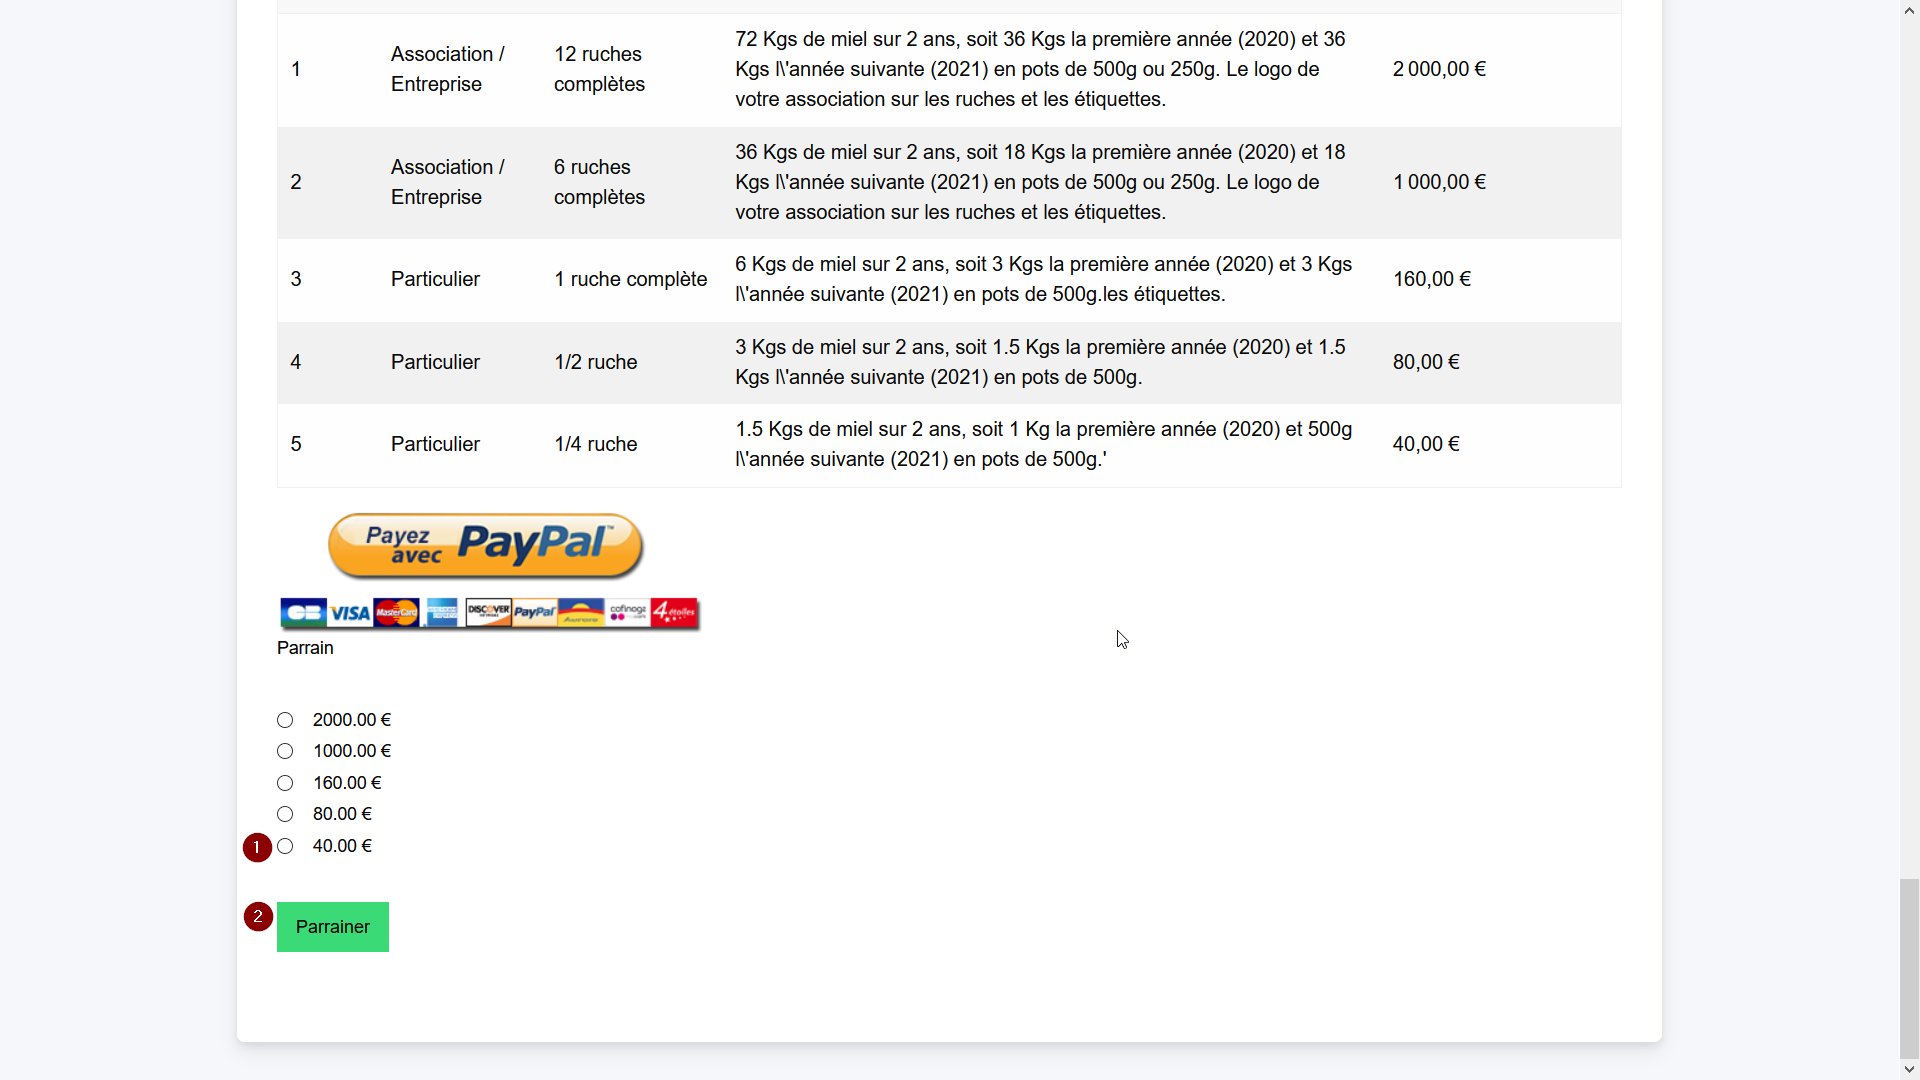 1
Association /
Entreprise
12 ruches
complètes
72 Kgs de miel sur 2 ans, soit 36 Kgs la première année (2020) et 36
Kgs l\'année suivante (2021) en pots de 500g ou 250g. Le logo de
votre association sur les ruches et les étiquettes.
2 000,00 €
2
Association /
Entreprise
6 ruches
complètes
36 Kgs de miel sur 2 ans, soit 18 Kgs la première année (2020) et 18
Kgs l\'année suivante (2021) en pots de 500g ou 250g. Le logo de
votre association sur les ruches et les étiquettes.
1 000,00 €
3
Particulier
1 ruche complète
6 Kgs de miel sur 2 ans, soit 3 Kgs la première année (2020) et 3 Kgs
l\'année suivante (2021) en pots de 500g.les étiquettes.
160,00 €
4
Particulier
1/2 ruche
3 Kgs de miel sur 2 ans, soit 1.5 Kgs la première année (2020) et 1.5
Kgs l\'année suivante (2021) en pots de 500g.
80,00 €
5
Particulier
1/4 ruche
1.5 Kgs de miel sur 2 ans, soit 1 Kg la première année (2020) et 500g
l\'année suivante (2021) en pots de 500g.'
40,00 €
Payez
avec PayPal™
CB VISA MasterCard DISCOVER PayPal Aurore cofinoga 4 étoiles
Parrain
2000.00 €
1000.00 €
160.00 €
80.00 €
1 40.00 €
2 Parrainer